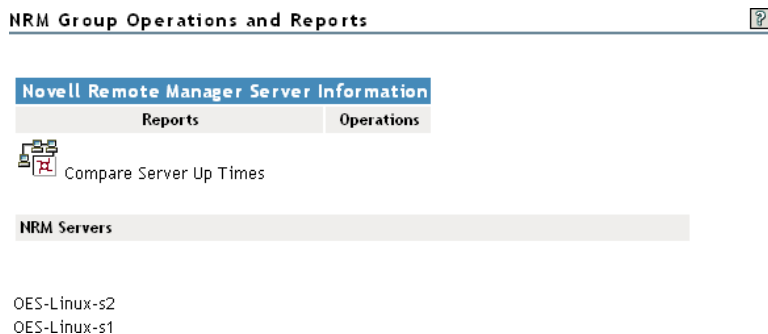 NRM Group Operations and Reports ?
Novell Remote Manager Server Information
Reports Operations
Compare Server Up Times
NRM Servers
OES-Linux-s2
OES-Linux-s1